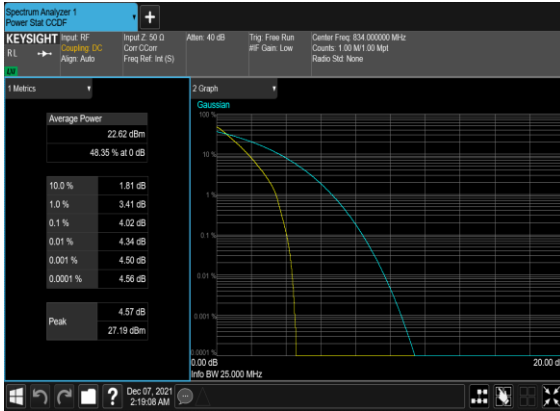 Spectrum Analyzer 1
Power Stat CCDF
+
KEYSIGHT
RL
Input: RF
Coupling: DC
Align: Auto
Input Z: 50 Ω
Corr CCorr
Freq Ref: Int (S)
Atten: 40 dB
Trig: Free Run
#IF Gain: Low
Center Freq: 834.000000 MHz
Counts: 1.00 M/1.00 Mpt
Radio Std: None
1 Metrics
Average Power
22.62 dBm
48.35 % at 0 dB
10.0 % 1.81 dB
1.0 % 3.41 dB
0.1 % 4.02 dB
0.01 % 4.34 dB
0.001 % 4.50 dB
0.0001 % 4.56 dB
Peak
4.57 dB
27.19 dBm
2 Graph
Gaussian
100 %
10 %
1 %
0.1 %
0.01 %
0.001 %
0.0001 %
0.00 dB
20.00 d
Info BW 25.000 MHz
?
Dec 07, 2021
2:19:08 AM